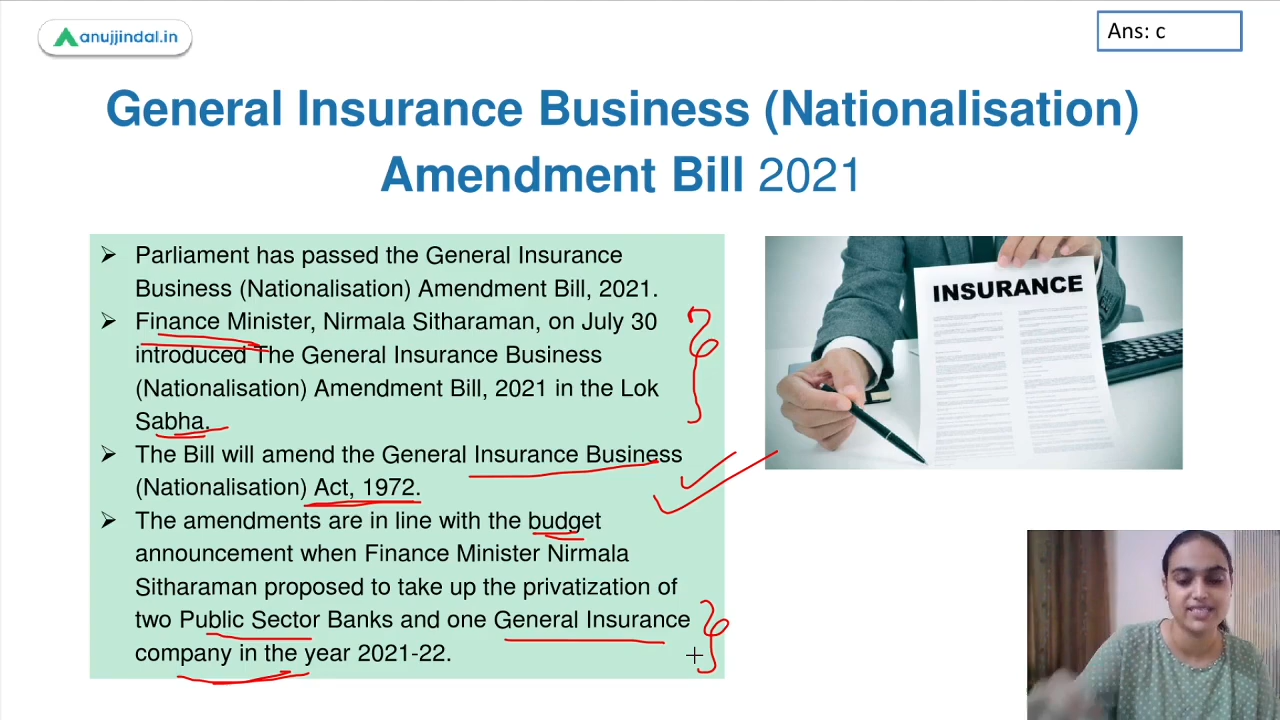 anujjindal.in
Ans: c
General Insurance Business (Nationalisation)
Amendment Bill 2021
Parliament has passed the General Insurance
Business (Nationalisation) Amendment Bill, 2021.
Finance Minister, Nirmala Sitharaman, on July 30
introduced The General Insurance Business
(Nationalisation) Amendment Bill, 2021 in the Lok
Sabha.
The Bill will amend the General Insurance Business
(Nationalisation) Act, 1972.
The amendments are in line with the budget
announcement when Finance Minister Nirmala
Sitharaman proposed to take up the privatization of
two Public Sector Banks and one General Insurance
company in the year 2021-22.
INSURANCE